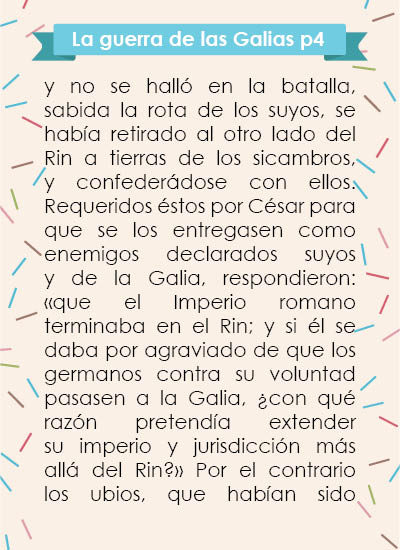 La guerra de las Galias p4
y no se halló en la batalla,
sabida la rota de los suyos, se
había retirado al otro lado del
Rin a tierras de los sicambros,
y confederádose con ellos.
Requeridos éstos por César para
que se los entregasen como
enemigos declarados suyos
y de la Galia, respondieron:
«que el Imperio romano
terminaba en el Rin; y si él se
daba por agraviado de que los
germanos contra su voluntad
pasasen a la Galia, ¿con qué
razón pretendía extender
su imperio y jurisdicción más
allá del Rin?» Por el contrario
los ubios, que habían sido